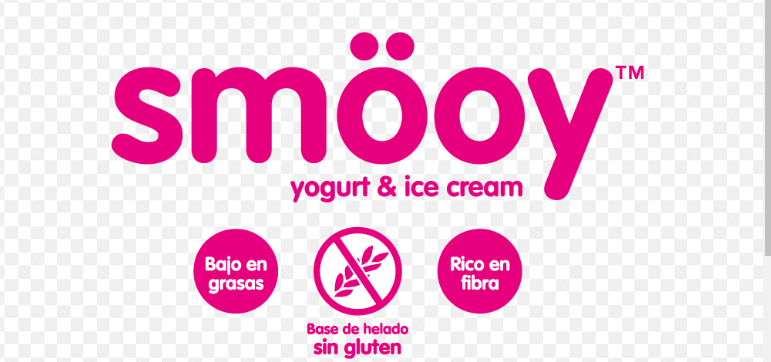 smöoy™
yogurt & ice cream
Bajo en
grasas
Rico en
fibra
Base de helado
sin gluten